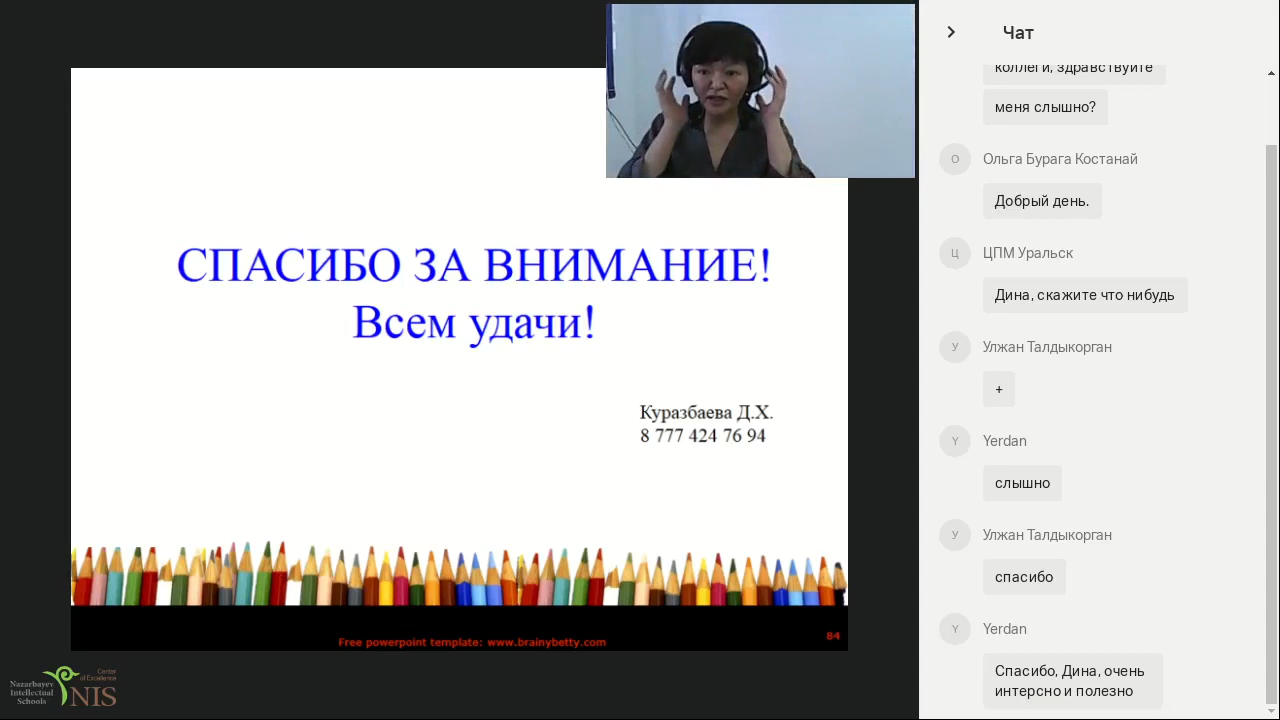 СПАСИБО ЗА ВНИМАНИЕ!
Всем удачи!
Куразбаева Д.Х.
8 777 424 76 94
Free powerpoint template: www.brainybetty.com
84
Nazarbayev
Intellectual
Schools
Center
of Excellence
NIS
Чат
коллеги, здравствуйте
меня слышно?
О
Ольга Бурага Костанай
Добрый день.
Ц
ЦПМ Уральск
Дина, скажите что нибудь
У
Улжан Талдыкорган
+
Y
Yerdan
слышно
У
Улжан Талдыкорган
спасибо
Y
Yerdan
Спасибо, Дина, очень
интерсно и полезно